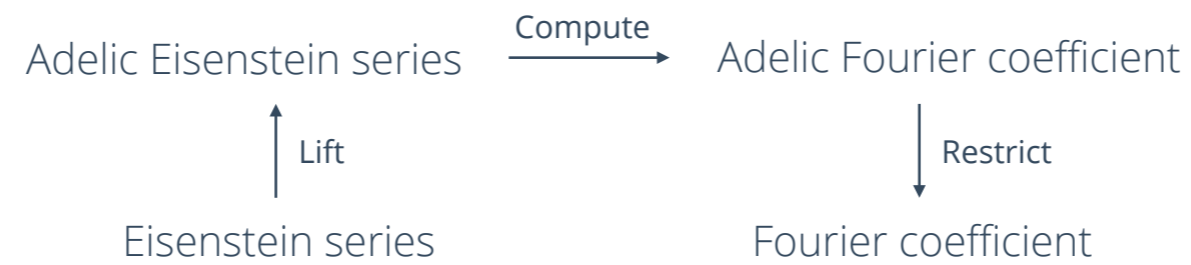 Compute
Adelic Eisenstein series
Adelic Fourier coefficient
Lift
Restrict
Eisenstein series
Fourier coefficient